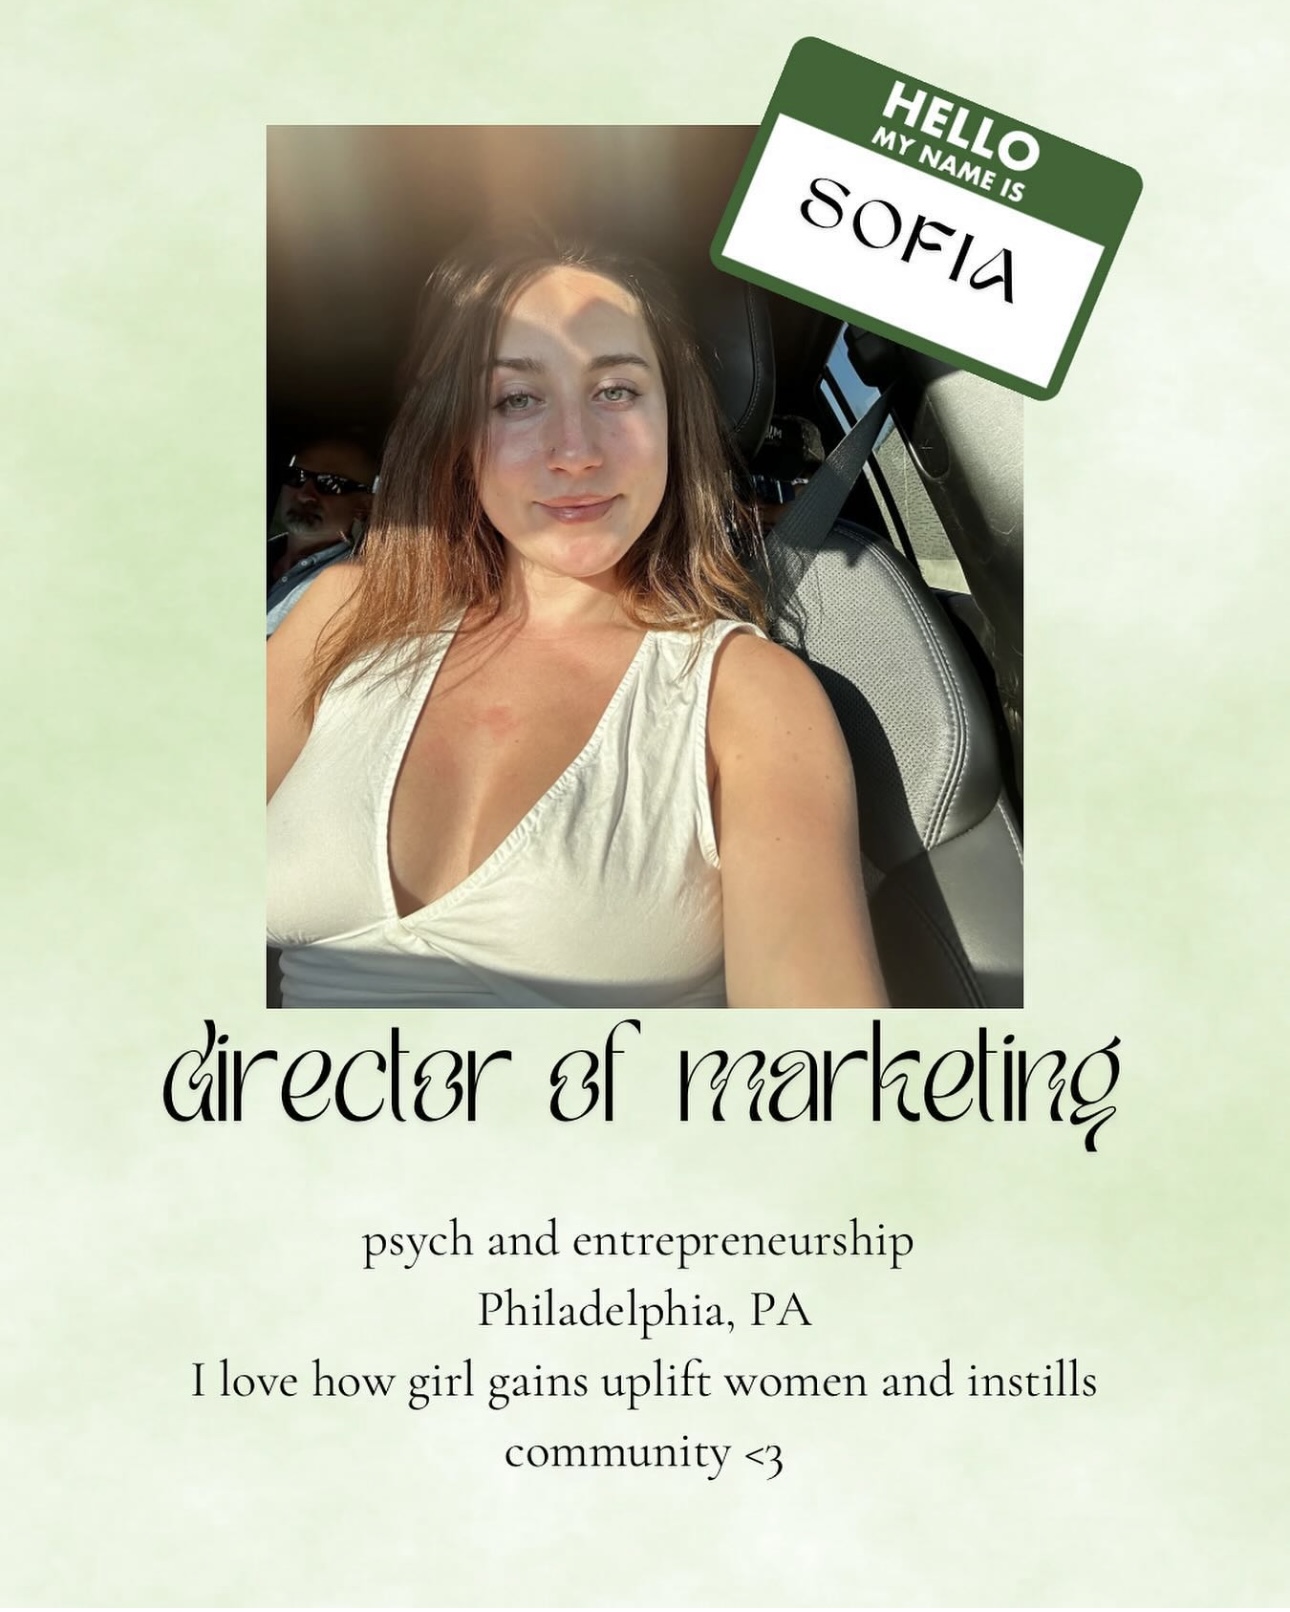 HELLO
MY NAME IS
SOFIA
director of marketing
psych and entrepreneurship
Philadelphia, PA
I love how girl gains uplift women and instills
community <3